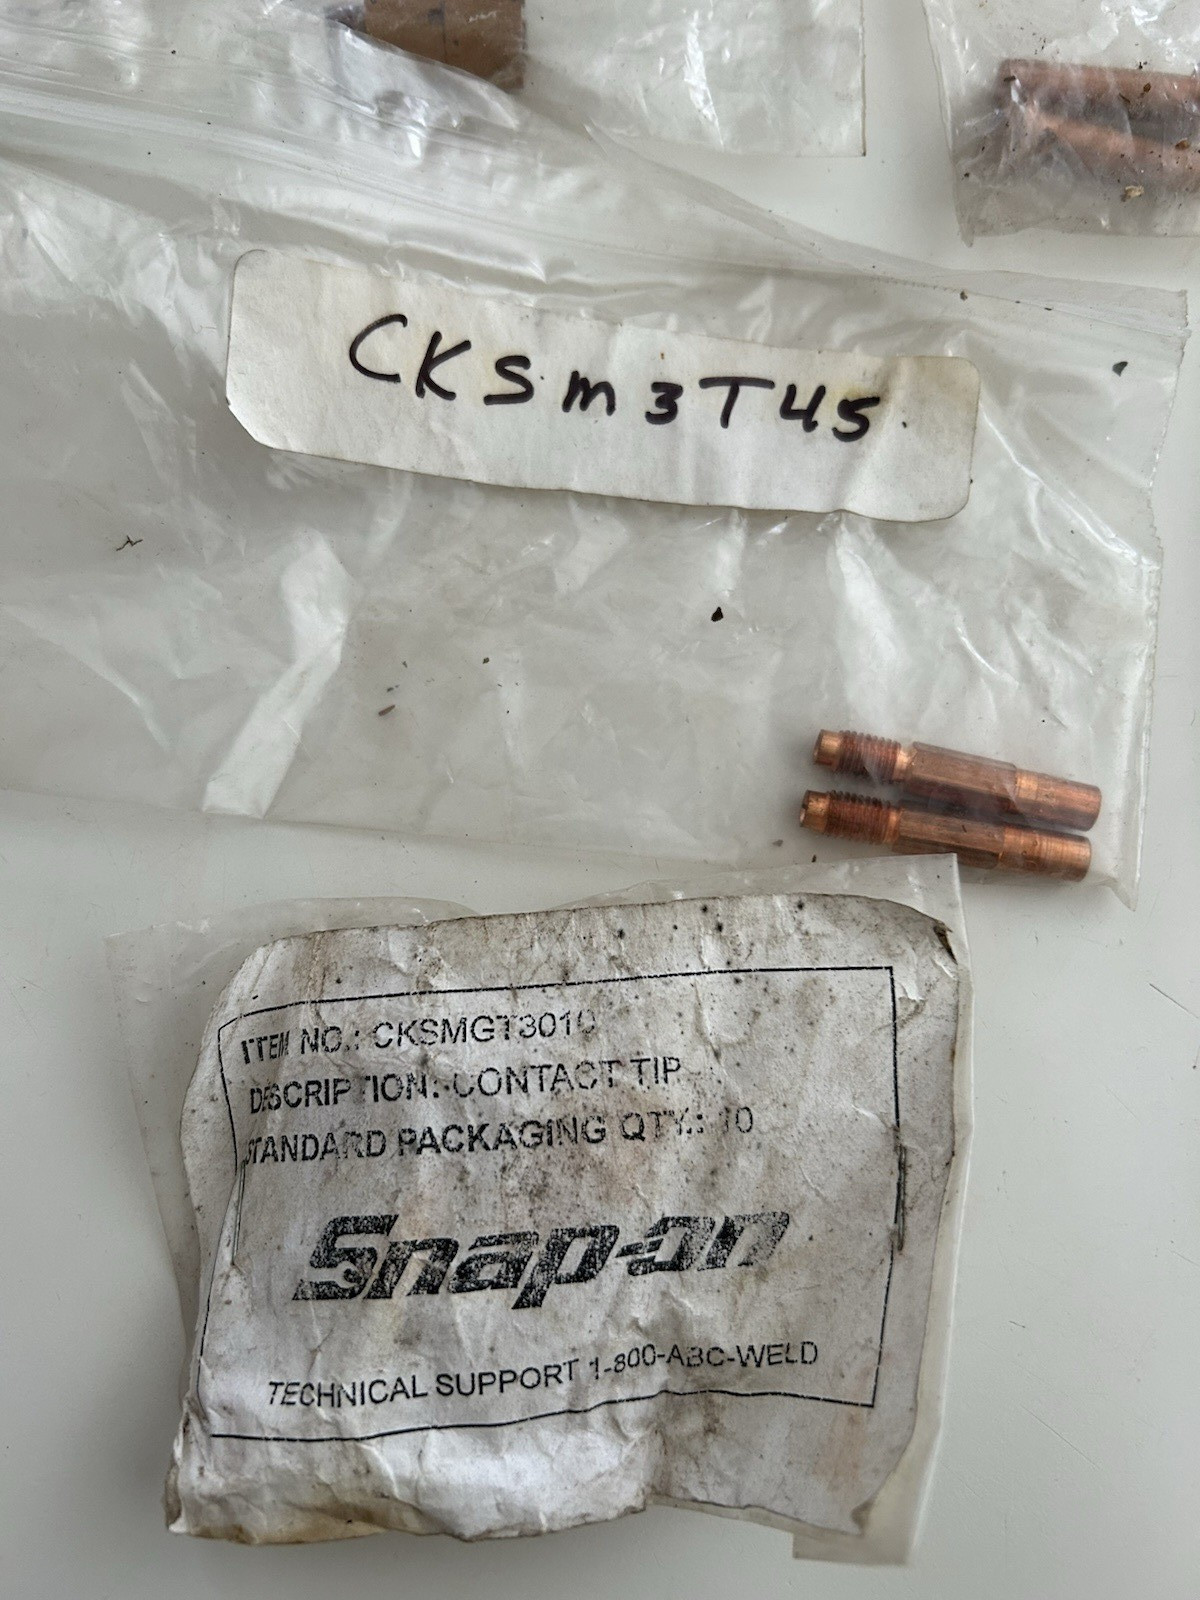 CKSm3T45
ITEM NO.: CKSMGT3010
DESCRIPTION: CONTACT TIP
STANDARD PACKAGING QTY.: 10
Snap-on
TECHNICAL SUPPORT 1-800-ABC-WELD